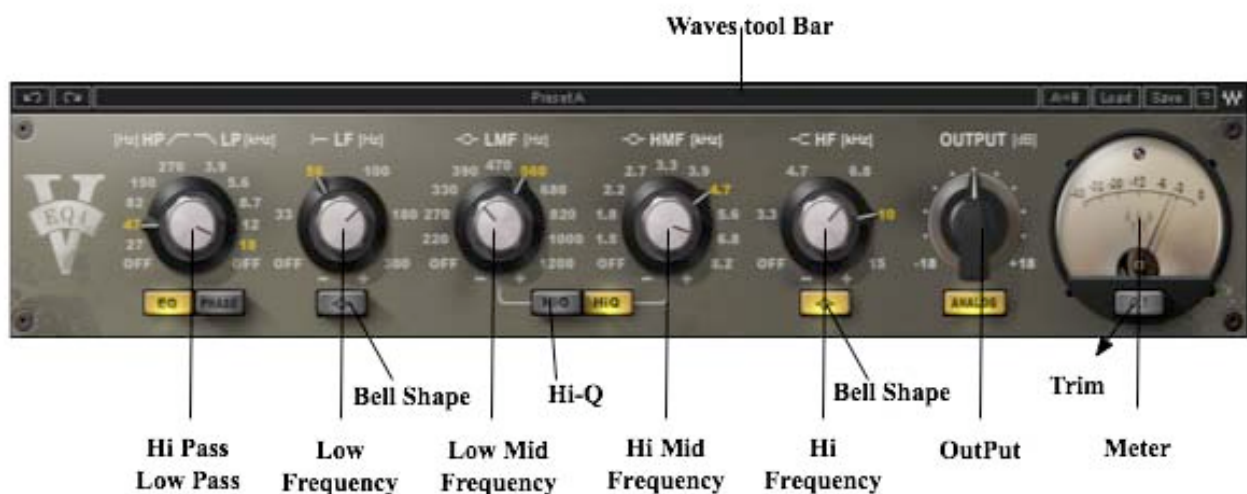 Waves tool Bar
PresetA
A→B Load Save ? W
[Hz] HP LP [kHz]
LF [Hz]
LMF [Hz]
HMF [kHz]
HF [kHz]
OUTPUT [dB]
270 3.9
150 5.6
82 8.7
47 12
27 18
OFF OFF
50 100
33 180
OFF 300
- +
390 470 560
330 680
270 820
220 1000
OFF 1200
- +
2.7 3.3 3.9
2.2 4.7
1.8 5.6
1.5 6.8
OFF 8.2
- +
4.7 6.8
3.3 10
OFF 15
- +
-18 +18
V
EQ4
EQ PHASE
Hi-Q Hi-Q
ANALOG
Bell Shape
Hi-Q
Bell Shape
Trim
Hi Pass
Low Pass
Low
Frequency
Low Mid
Frequency
Hi Mid
Frequency
Hi
Frequency
OutPut
Meter